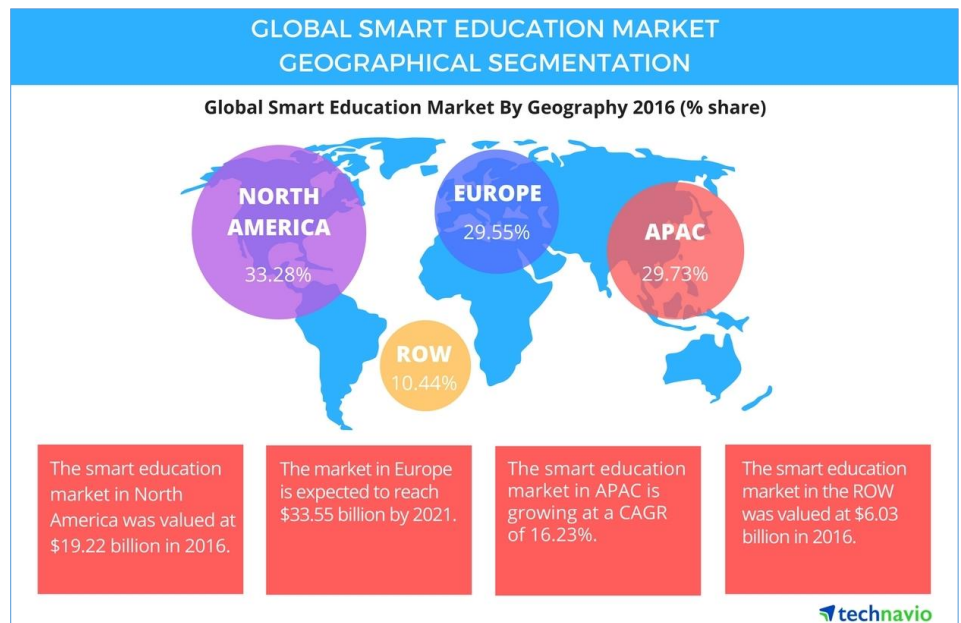 GLOBAL SMART EDUCATION MARKET
GEOGRAPHICAL SEGMENTATION
Global Smart Education Market By Geography 2016 (% share)
NORTH
AMERICA
33.28%
EUROPE
29.55%
APAC
29.73%
ROW
10.44%
The smart education
market in North
America was valued at
$19.22 billion in 2016.
The market in Europe
is expected to reach
$33.55 billion by 2021.
The smart education
market in APAC is
growing at a CAGR
of 16.23%.
The smart education
market in the ROW
was valued at $6.03
billion in 2016.
technavio